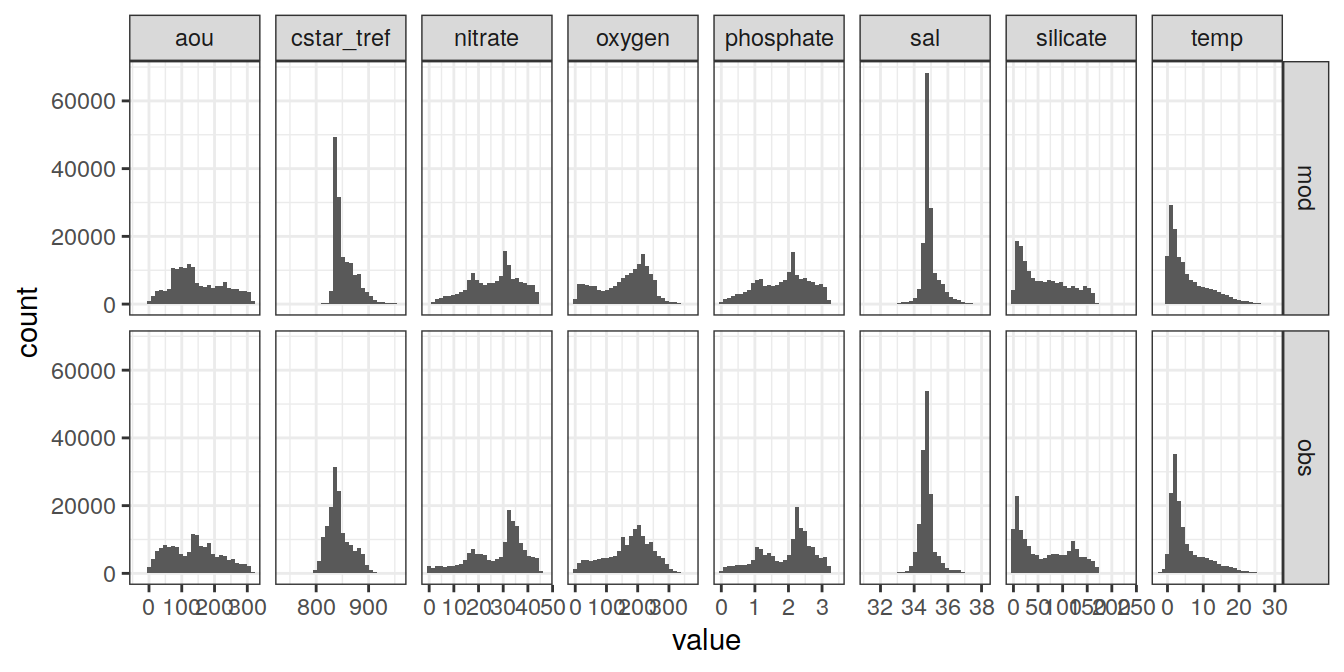 aou cstar_tref nitrate oxygen phosphate sal silicate temp
60000
40000
20000
0
mod
count
60000
40000
20000
0
obs
0 100 200 300 800 900 0 10 20 30 40 50 0 100 200 300 0 1 2 3 32 34 36 38 0 50 100 150 200 250 0 10 20 30
value